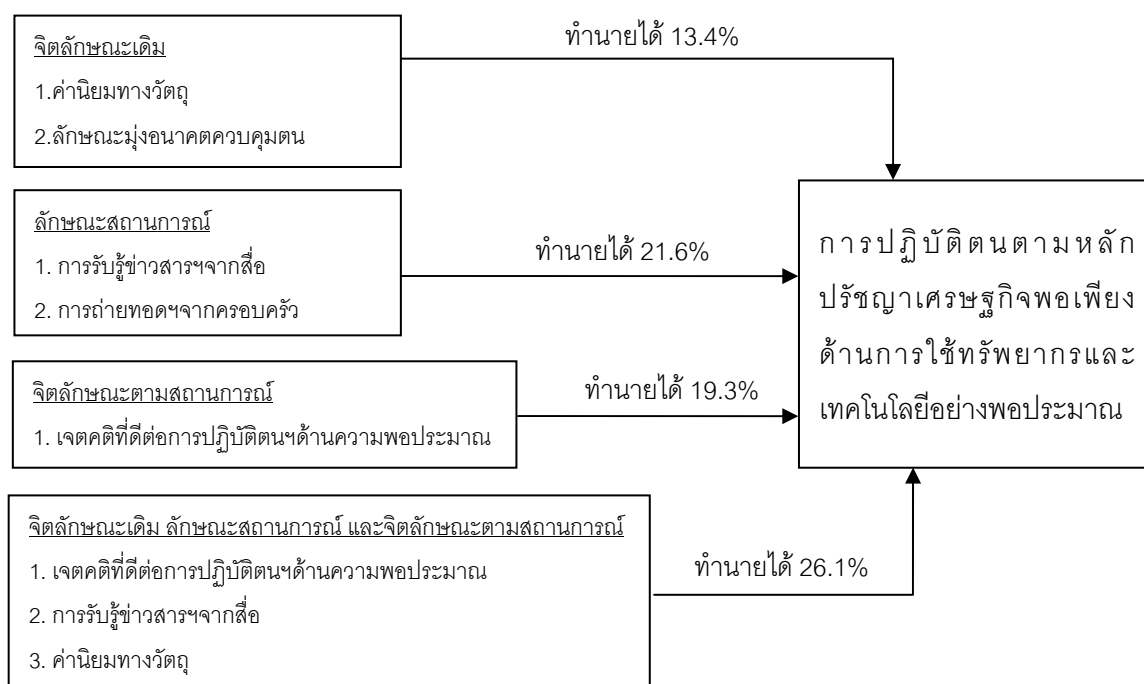 จิตลักษณะเดิม
1.ค่านิยมทางวัตถุ
2.ลักษณะมุ่งอนาคตควบคุมตน
ทำนายได้ 13.4%
ลักษณะสถานการณ์
1. การรับรู้ข่าวสารฯจากสื่อ
2. การถ่ายทอดฯจากครอบครัว
ทำนายได้ 21.6%
จิตลักษณะตามสถานการณ์
1. เจตคติที่ดีต่อการปฏิบัติตนฯด้านความพอประมาณ
ทำนายได้ 19.3%
จิตลักษณะเดิม ลักษณะสถานการณ์ และจิตลักษณะตามสถานการณ์
1. เจตคติที่ดีต่อการปฏิบัติตนฯด้านความพอประมาณ
2. การรับรู้ข่าวสารฯจากสื่อ
3. ค่านิยมทางวัตถุ
ทำนายได้ 26.1%
การปฏิบัติตนตามหลัก
ปรัชญาเศรษฐกิจพอเพียง
ด้านการใช้ทรัพยากรและ
เทคโนโลยีอย่างพอประมาณ